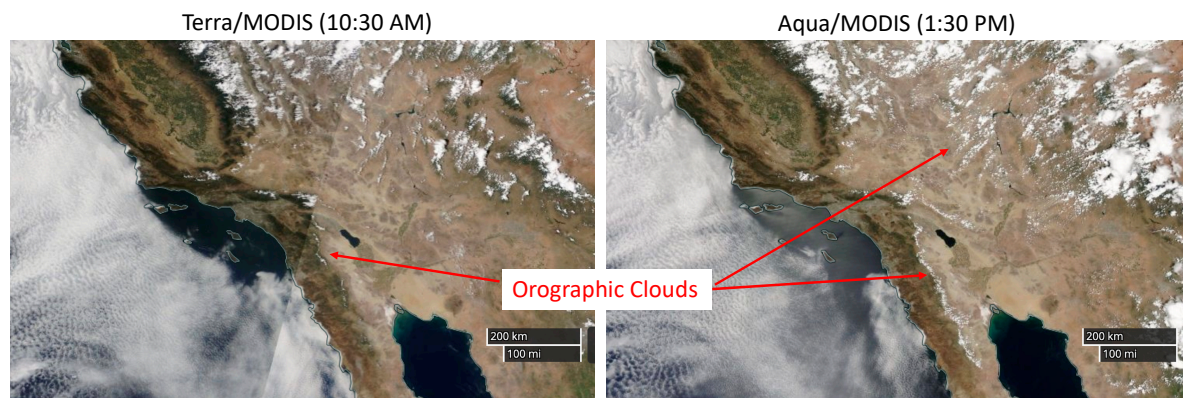 Terra/MODIS (10:30 AM)
Aqua/MODIS (1:30 PM)
Orographic Clouds
200 km
100 mi
200 km
100 mi